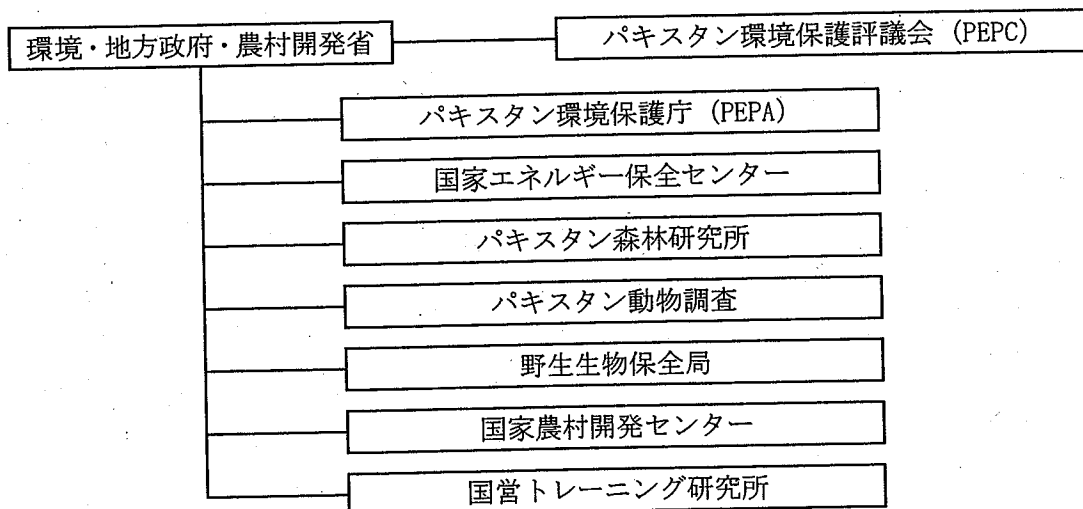 環境・地方政府・農村開発省
パキスタン環境保護評議会 (PEPC)
パキスタン環境保護庁 (PEPA)
国家エネルギー保全センター
パキスタン森林研究所
パキスタン動物調査
野生生物保全局
国家農村開発センター
国営トレーニング研究所